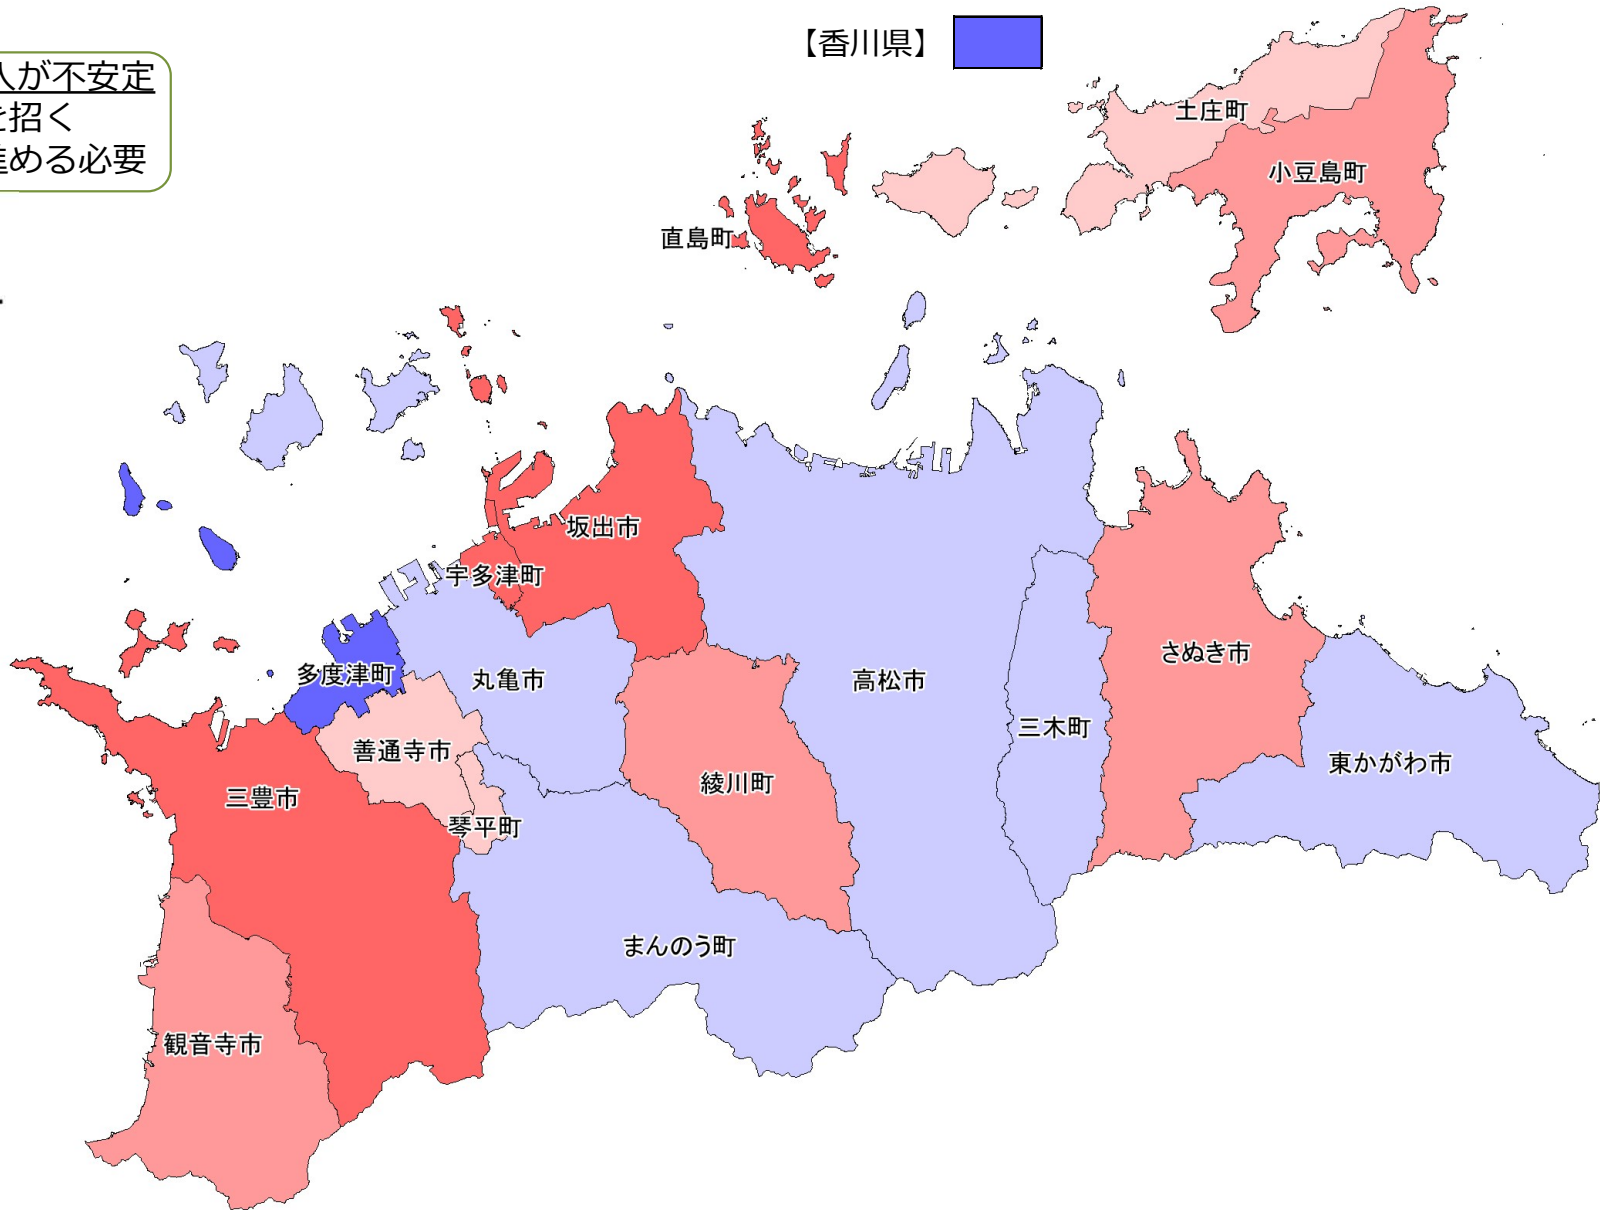 【香川県】
人が不安定
を招く
進める必要
土庄町
小豆島町
直島町
坂出市
宇多津町
多度津町
丸亀市
高松市
さぬき市
善通寺市
三木町
東かがわ市
三豊市
綾川町
琴平町
まんのう町
観音寺市